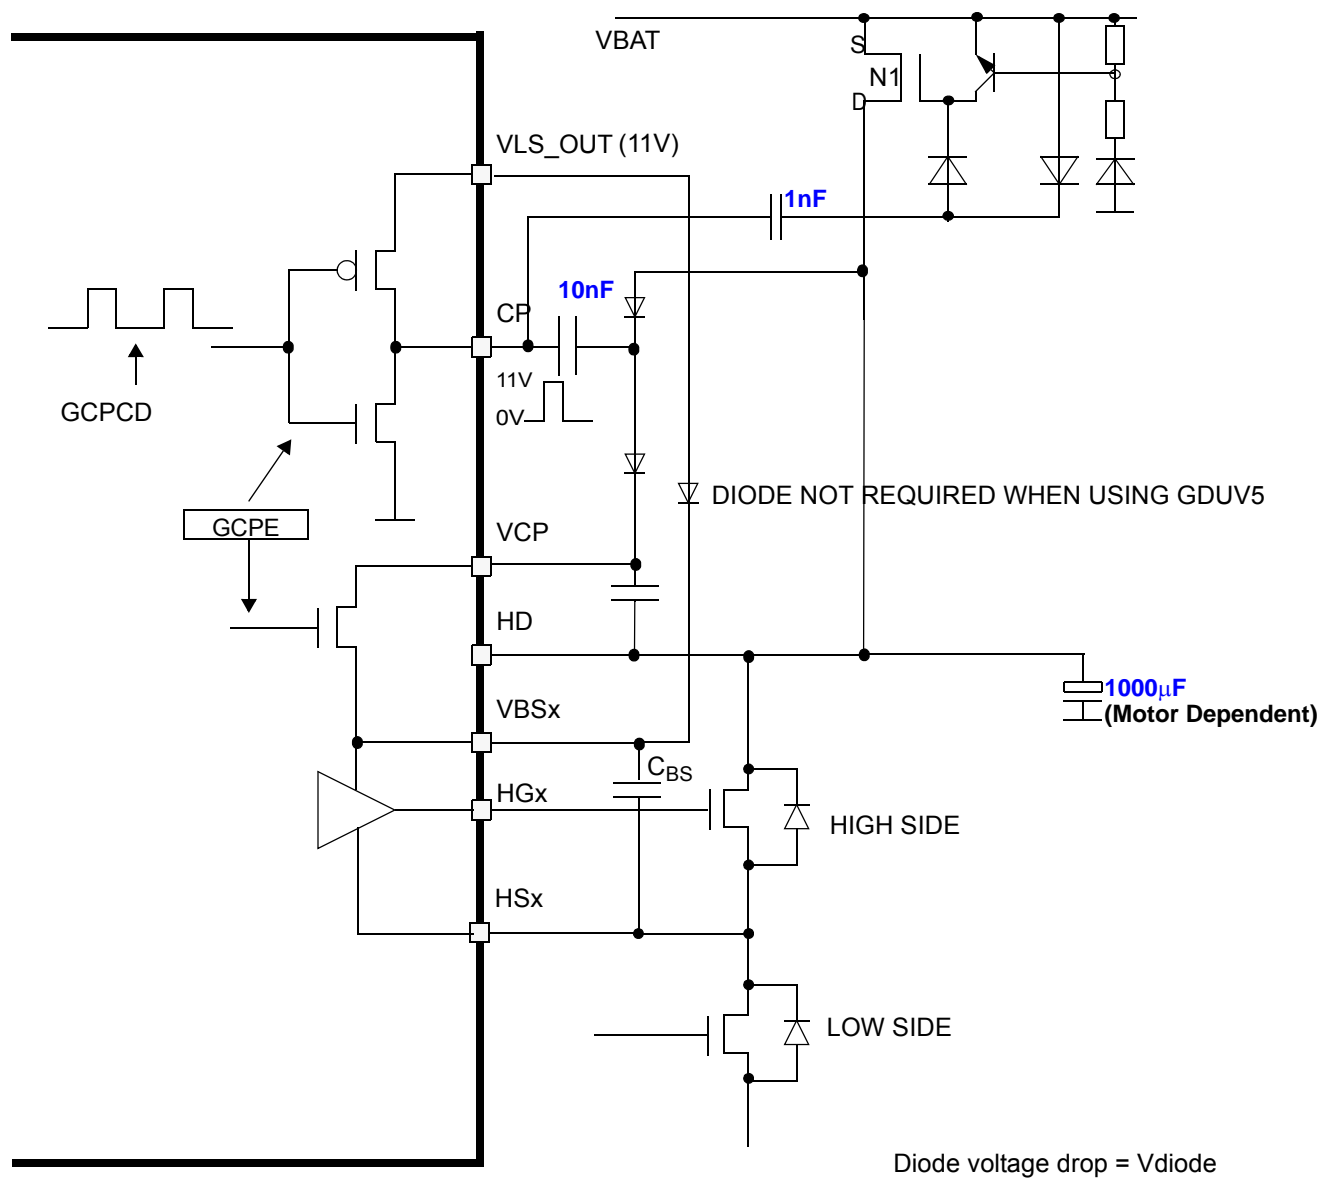 VBAT
S
N1
D
VLS_OUT (11V)
1nF
10nF
CP
11V
0V
GCPCD
DIODE NOT REQUIRED WHEN USING GDUV5
GCPE
VCP
HD
1000µF
(Motor Dependent)
VBSx
CBS
HGx
HIGH SIDE
HSx
LOW SIDE
Diode voltage drop = Vdiode